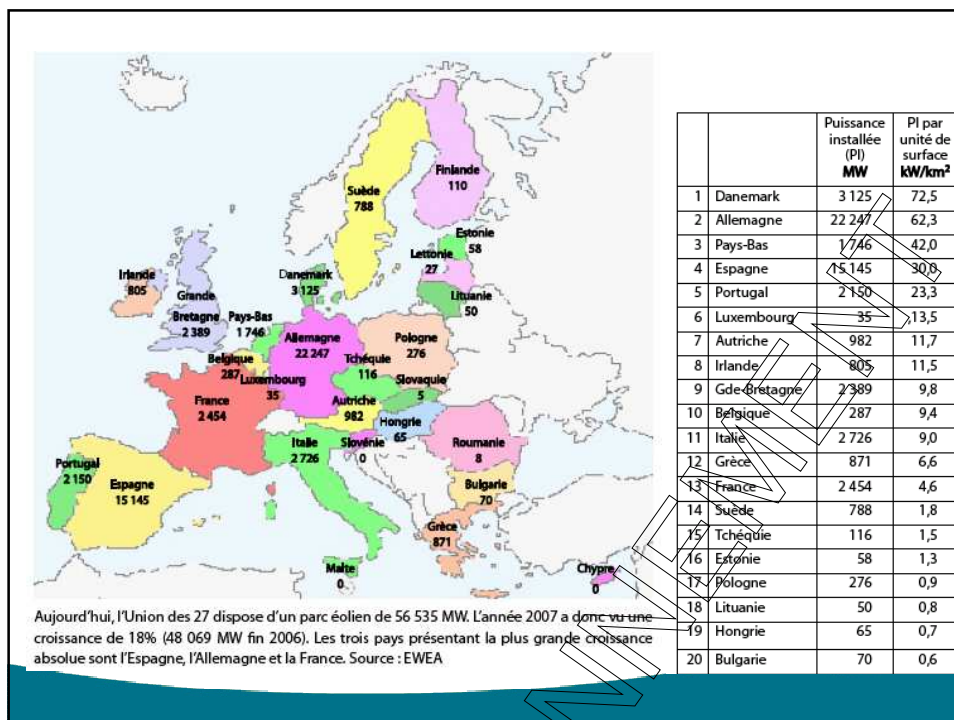 Finlande
110
Suède
788
Estonie
58
Lettonie
27
Lituanie
50
Danemark
3 125
Irlande
805
Grande
Bretagne
2 389
Pays-Bas
1 746
Allemagne
22 247
Pologne
276
Belgique
287
Tchéquie
116
Luxembourg
35
Slovaquie
5
France
2 454
Autriche
982
Hongrie
65
Italie
2 726
Slovénie
0
Roumanie
8
Portugal
2 150
Espagne
15 145
Bulgarie
70
Grèce
871
Malte
0
Chypre
0
Aujourd'hui, l'Union des 27 dispose d'un parc éolien de 56 535 MW. L'année 2007 a donc vu une
croissance de 18% (48 069 MW fin 2006). Les trois pays présentant la plus grande croissance
absolue sont l'Espagne, l'Allemagne et la France. Source : EWEA
Puissance installée (PI) MW PI par unité de surface kW/km²
1 Danemark 3 125 72,5
2 Allemagne 22 247 62,3
3 Pays-Bas 1 746 42,0
4 Espagne 15 145 30,0
5 Portugal 2 150 23,3
6 Luxembourg 35 13,5
7 Autriche 982 11,7
8 Irlande 805 11,5
9 Gde-Bretagne 2 389 9,8
10 Belgique 287 9,4
11 Italie 2 726 9,0
12 Grèce 871 6,6
13 France 2 454 4,6
14 Suède 788 1,8
15 Tchéquie 116 1,5
16 Estonie 58 1,3
17 Pologne 276 0,9
18 Lituanie 50 0,8
19 Hongrie 65 0,7
20 Bulgarie 70 0,6